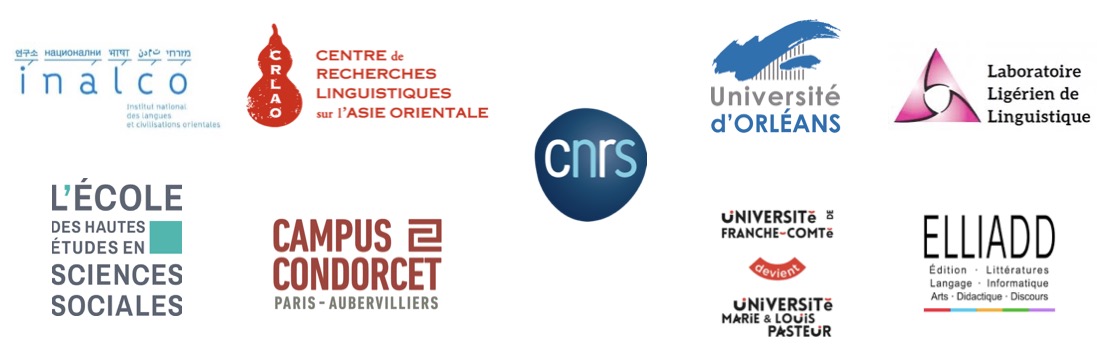 연구소 национални भाषा دەزگای מזרחי
inalco
Institut national
des langues
et civilisations orientales
CRLAO
CENTRE de
RECHERCHES
LINGUISTIQUES
sur l'ASIE ORIENTALE
cnrs
Université
d'ORLÉANS
Laboratoire
Ligérien de
Linguistique
L'ÉCOLE
DES HAUTES
ÉTUDES EN
SCIENCES
SOCIALES
CAMPUS
CONDORCET
PARIS - AUBERVILLIERS
UNIVERSITé DE
FRANCHE-COMTé
devient
UNIVERSITé
MARIE & LOUIS
PASTEUR
ELLIADD
Édition · Littératures
Langage · Informatique
Arts · Didactique · Discours